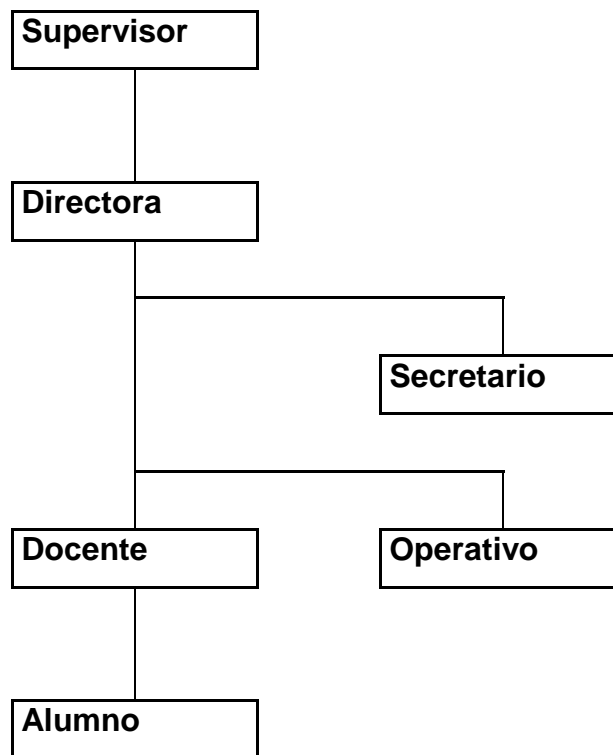 Supervisor
Directora
Secretario
Docente
Operativo
Alumno